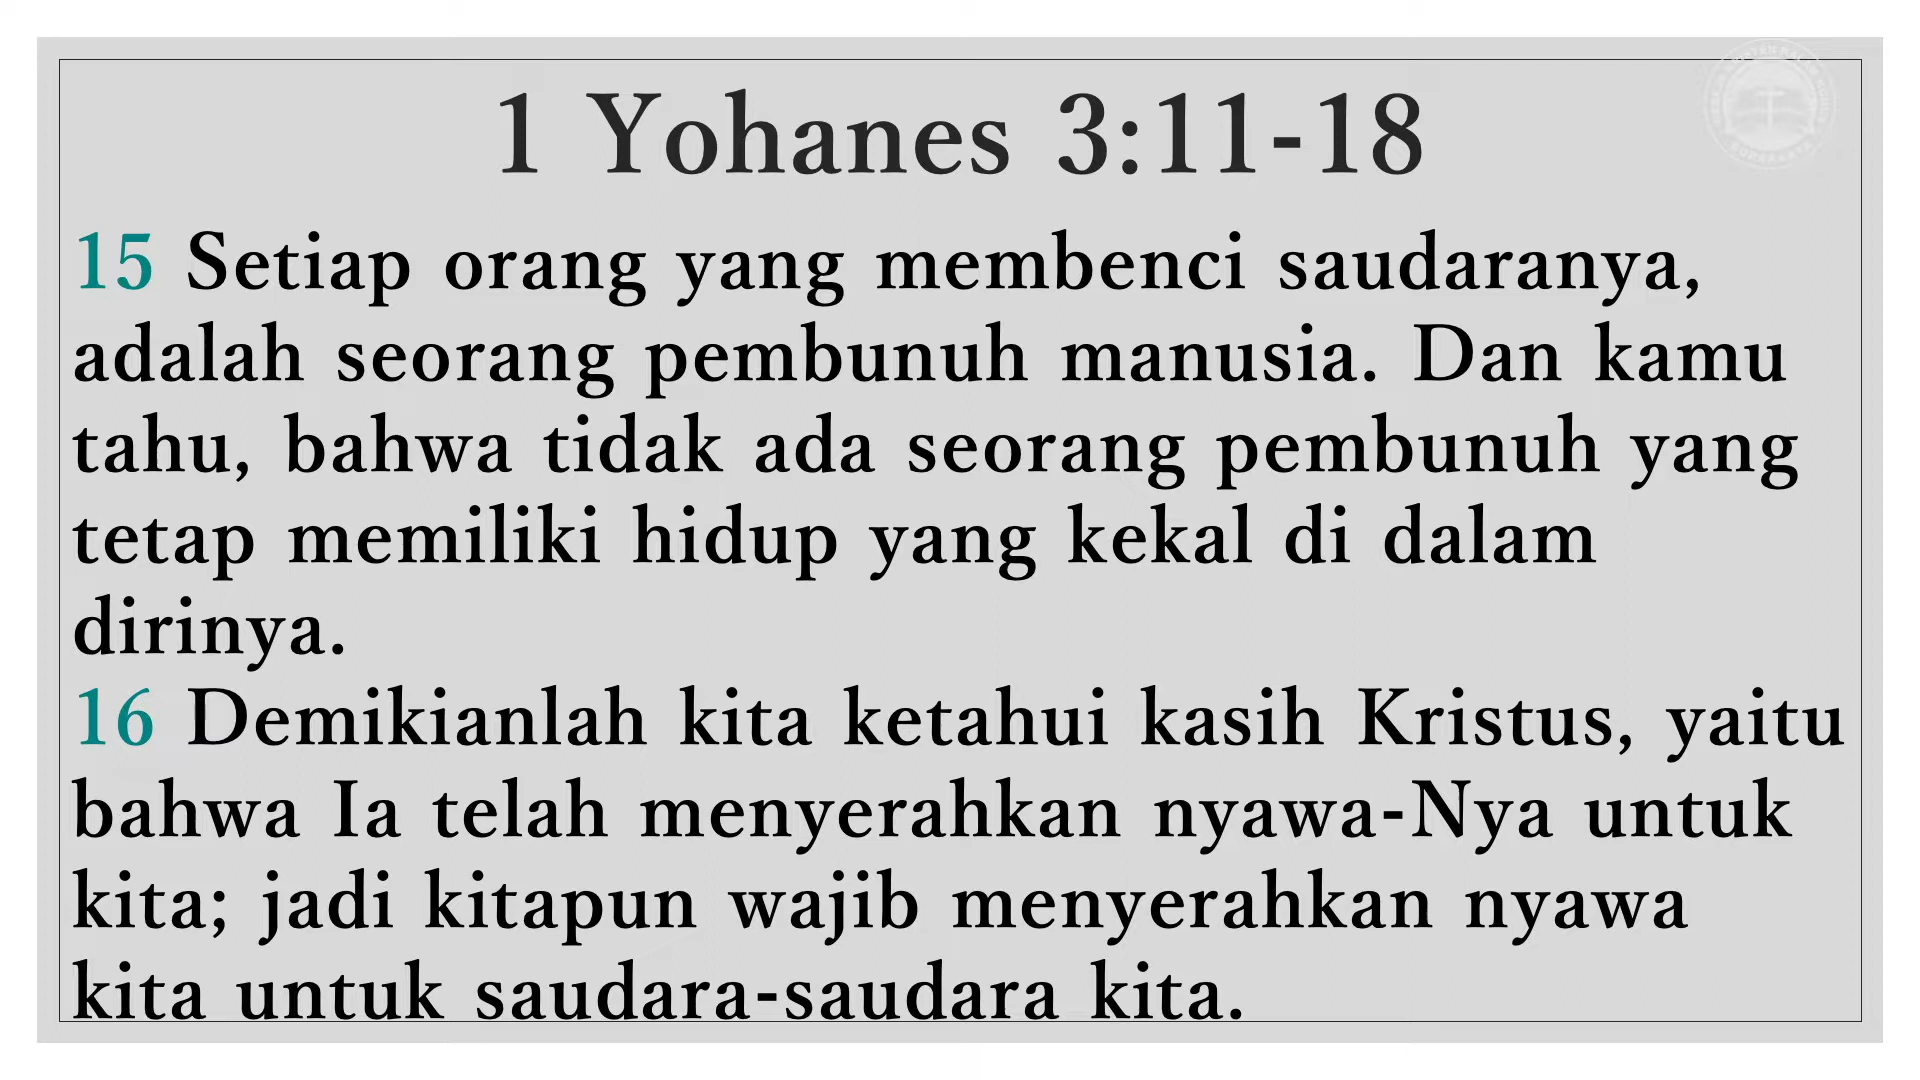 1 Yohanes 3:11-18
15 Setiap orang yang membenci saudaranya,
adalah seorang pembunuh manusia. Dan kamu
tahu, bahwa tidak ada seorang pembunuh yang
tetap memiliki hidup yang kekal di dalam
dirinya.
16 Demikianlah kita ketahui kasih Kristus, yaitu
bahwa Ia telah menyerahkan nyawa-Nya untuk
kita; jadi kitapun wajib menyerahkan nyawa
kita untuk saudara-saudara kita.